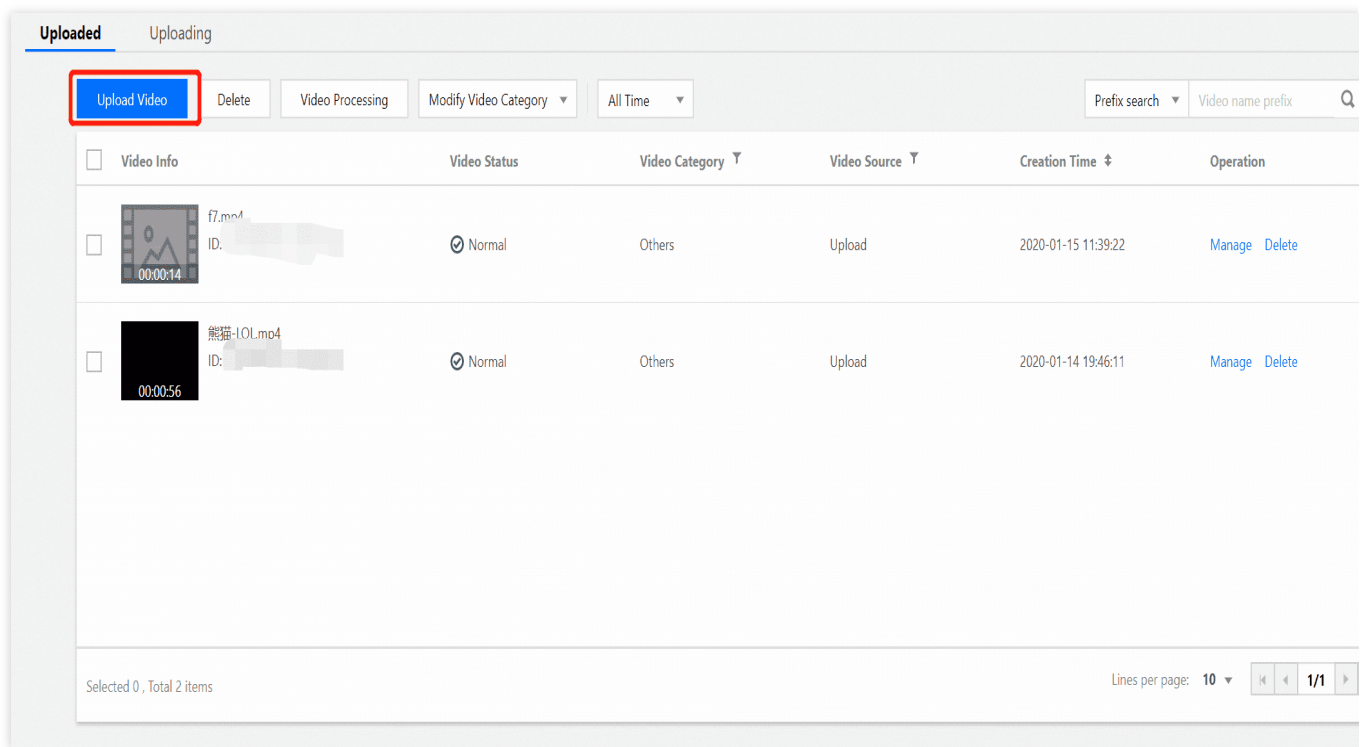 Uploaded Uploading
Upload Video Delete Video Processing Modify Video Category All Time Prefix search Video name prefix
Video Info Video Status Video Category Video Source Creation Time Operation
f7.mp4
ID: Normal Others Upload 2020-01-15 11:39:22 Manage Delete
00:00:14
熊猫-LOL.mp4
ID: Normal Others Upload 2020-01-14 19:46:11 Manage Delete
00:00:56
Selected 0 , Total 2 items Lines per page: 10 1/1